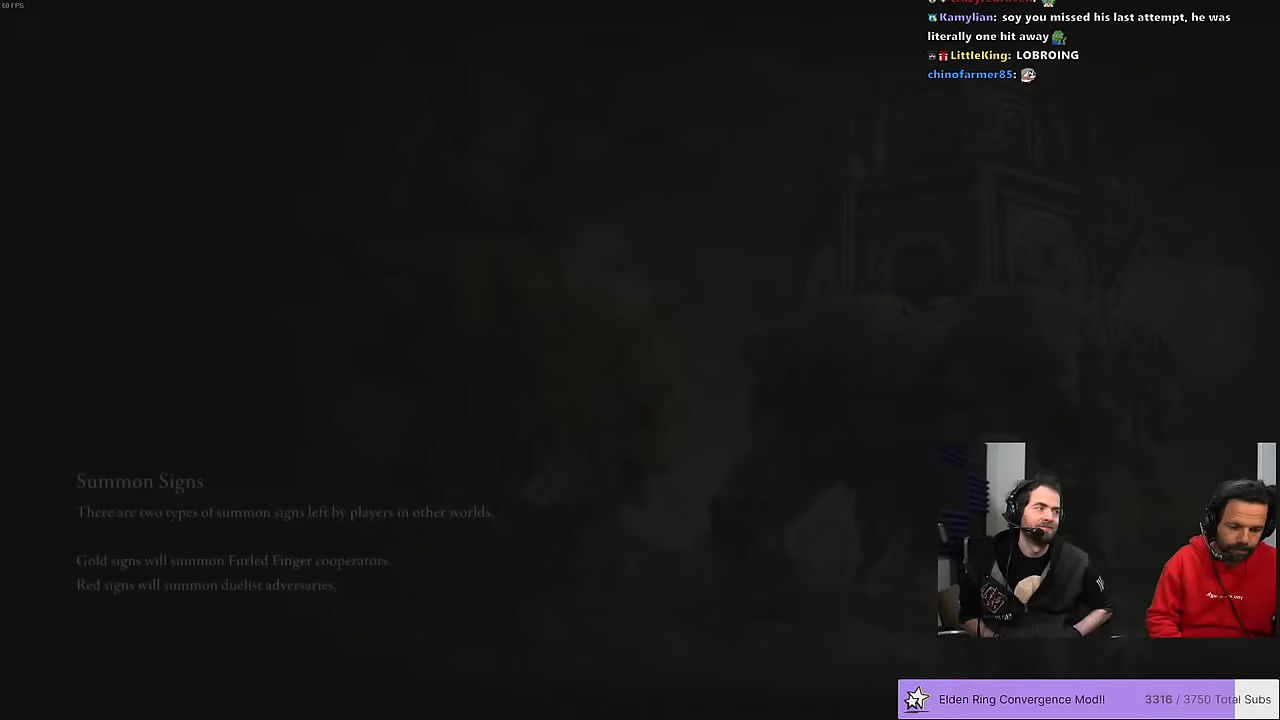 60 FPS
Kamylian: soy you missed his last attempt, he was
literally one hit away
LittleKing: LOBROING
chinofarmer85:
Summon Signs
There are two types of summon signs left by players in other worlds.
Gold signs will summon Furled Finger cooperators.
Red signs will summon duelist adversaries.
Elden Ring Convergence Mod!! 3316 / 3750 Total Subs